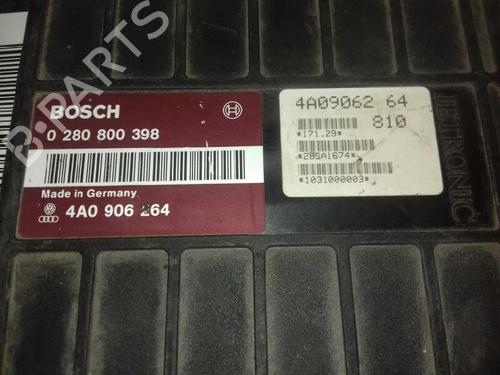 BOSCH
0 280 800 398
Made in Germany
4A0 906 264
4A09062 64
810
*171.29*
*28SA1674*
*1031000003*
JETRONIC
B-PARTS